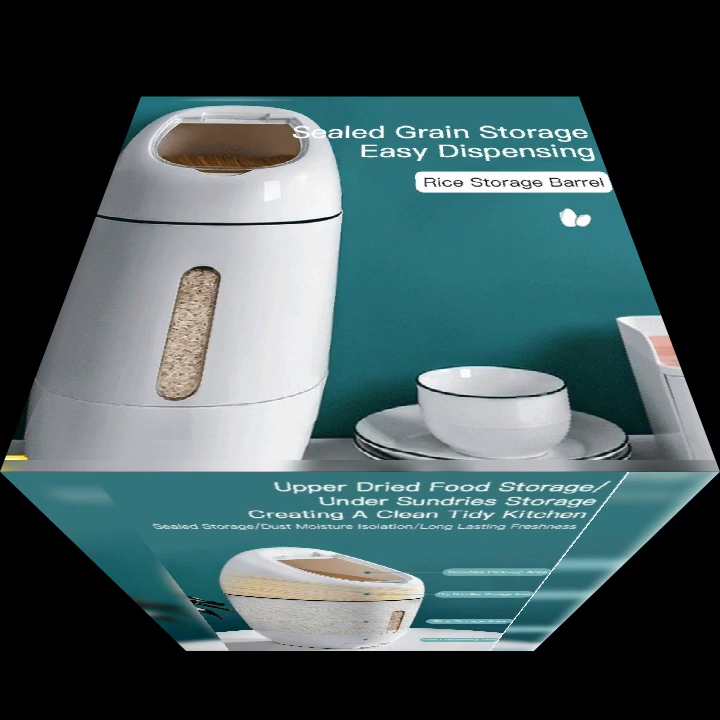 Sealed Grain Storage
Easy Dispensing
Rice Storage Barrel
Upper Dried Food Storage/
Under Sundries Storage
Creating A Clean Tidy Kitchen
Sealed Storage/Dust Moisture Isolation/Long Lasting Freshness